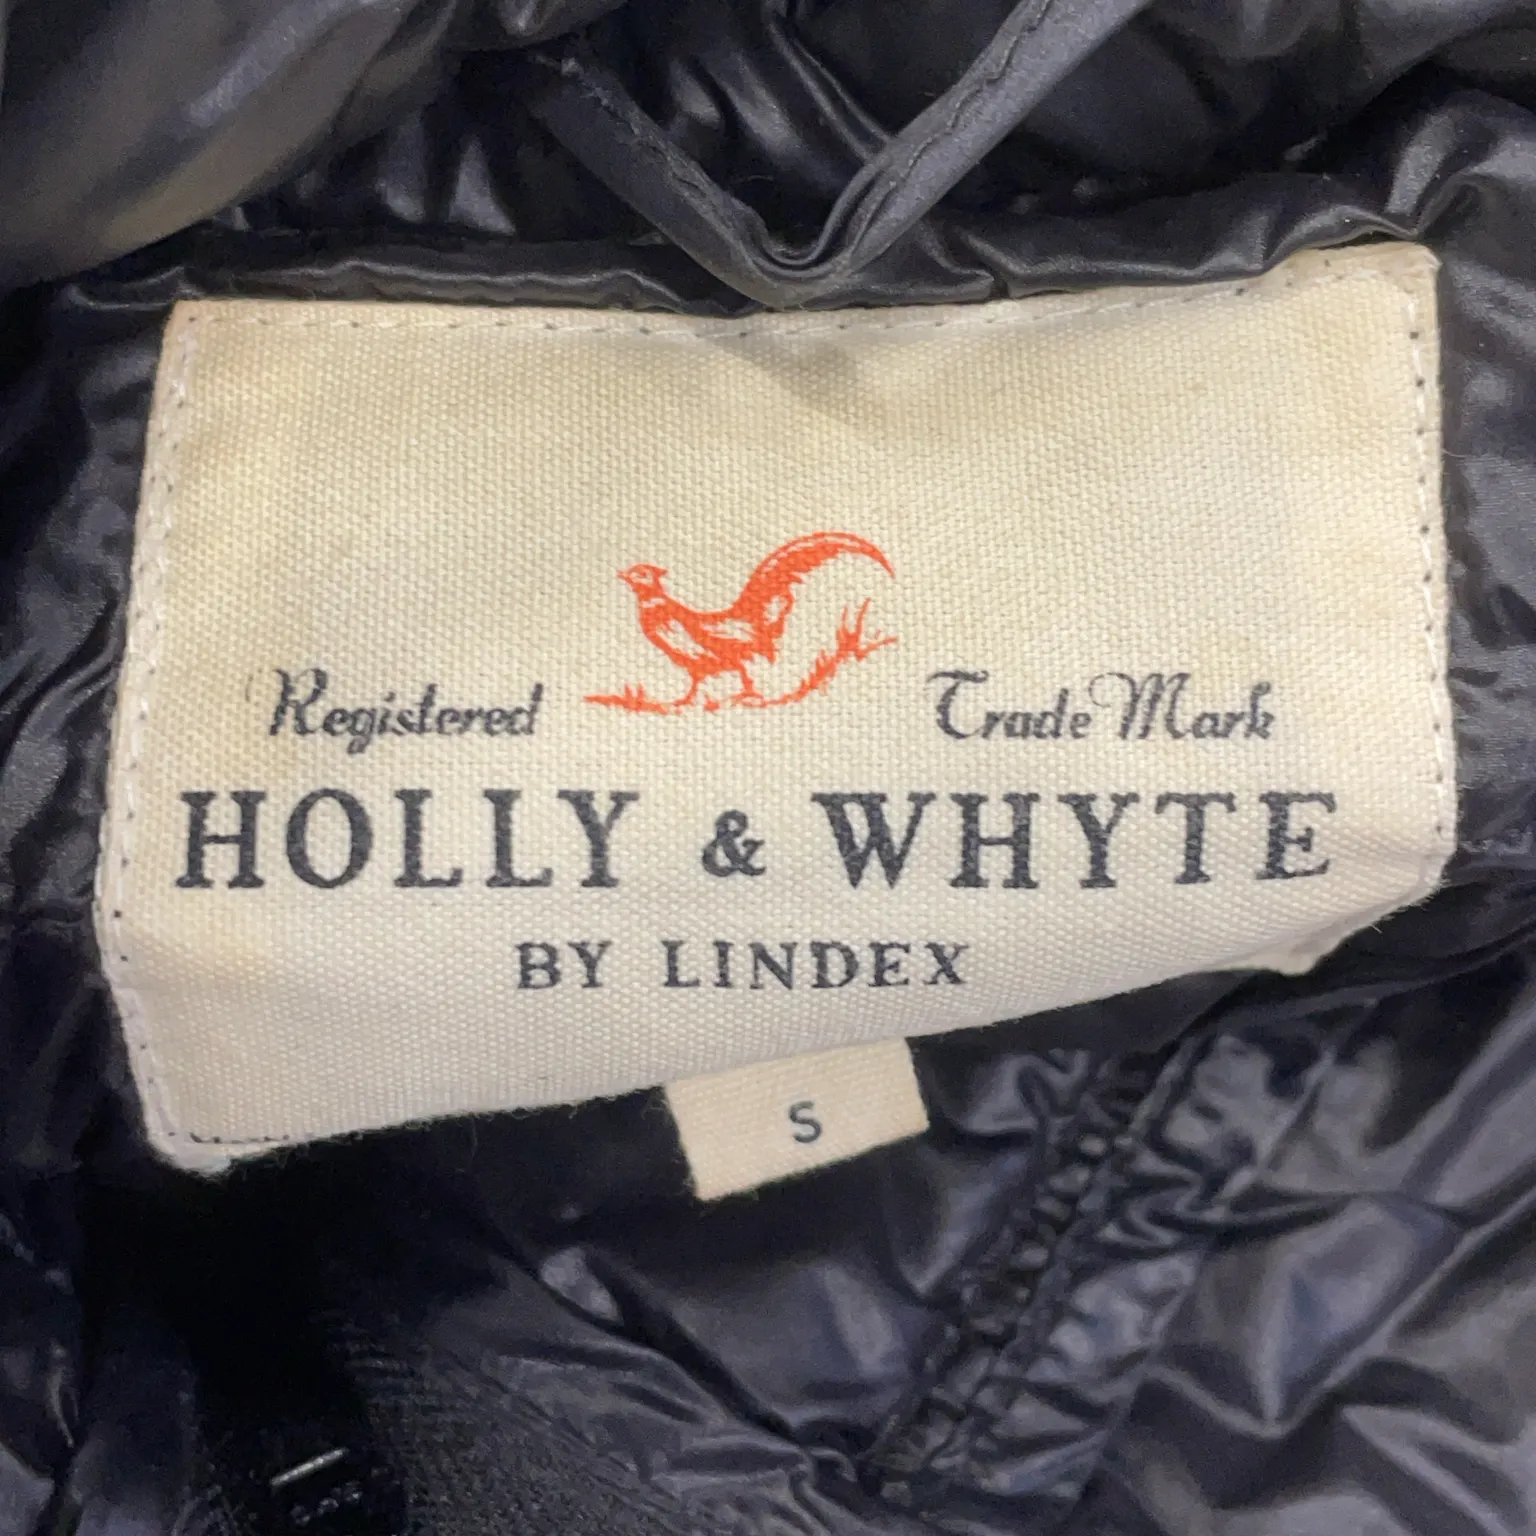 Registered Trade Mark
HOLLY & WHYTE
BY LINDEX
S